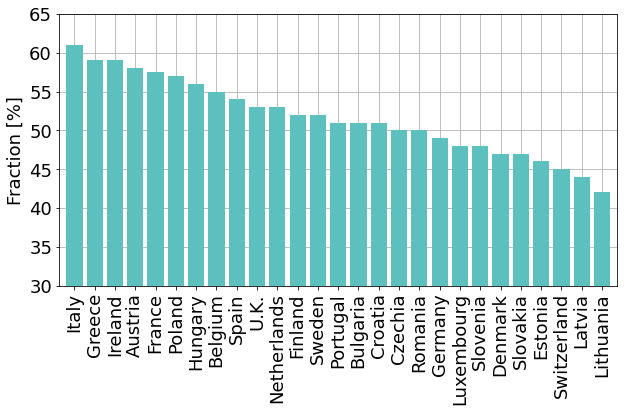 65
60
55
50
45
40
35
30
Fraction [%]
Italy
Greece
Ireland
Austria
France
Poland
Hungary
Belgium
Spain
U.K.
Netherlands
Finland
Sweden
Portugal
Bulgaria
Croatia
Czechia
Romania
Germany
Luxembourg
Slovenia
Denmark
Slovakia
Estonia
Switzerland
Latvia
Lithuania